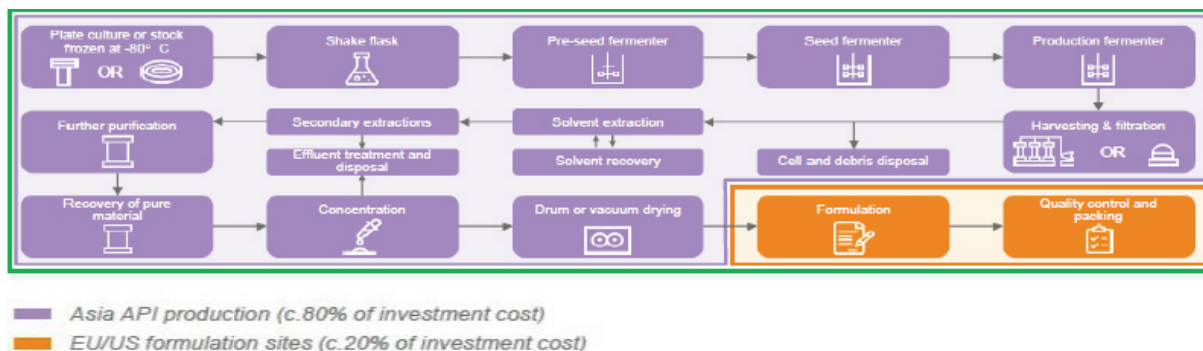 Plate culture or stock
frozen at -80° C
OR
Shake flask
Pre-seed fermenter
Seed fermenter
Production fermenter
Further purification
Secondary extractions
Solvent extraction
Harvesting & filtration
OR
Effluent treatment and
disposal
Solvent recovery
Cell and debris disposal
Recovery of pure
material
Concentration
Drum or vacuum drying
Formulation
Quality control and
packing
Asia API production (c.80% of investment cost)
EU/US formulation sites (c.20% of investment cost)